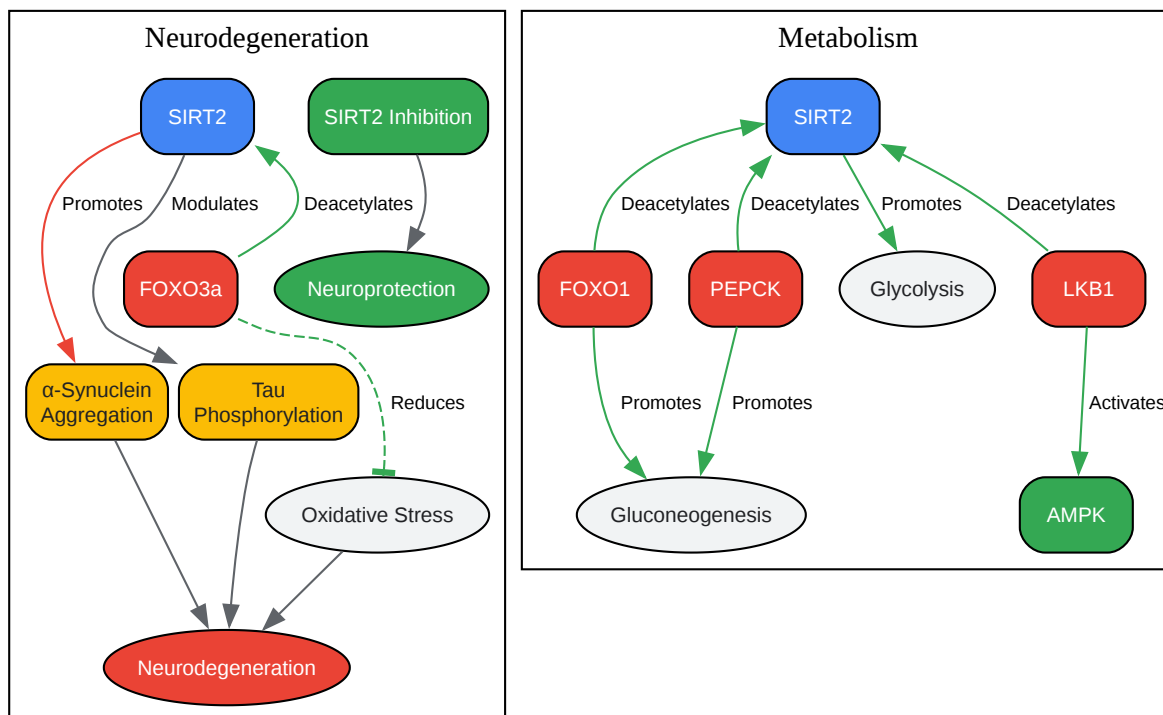 Neurodegeneration
SIRT2
SIRT2 Inhibition
Promotes
Modulates
Deacetylates
FOXO3a
Neuroprotection
α-Synuclein
Aggregation
Tau
Phosphorylation
Reduces
Oxidative Stress
Neurodegeneration
Metabolism
SIRT2
Deacetylates
Deacetylates
Promotes
Deacetylates
FOXO1
PEPCK
Glycolysis
LKB1
Promotes
Promotes
Activates
Gluconeogenesis
AMPK